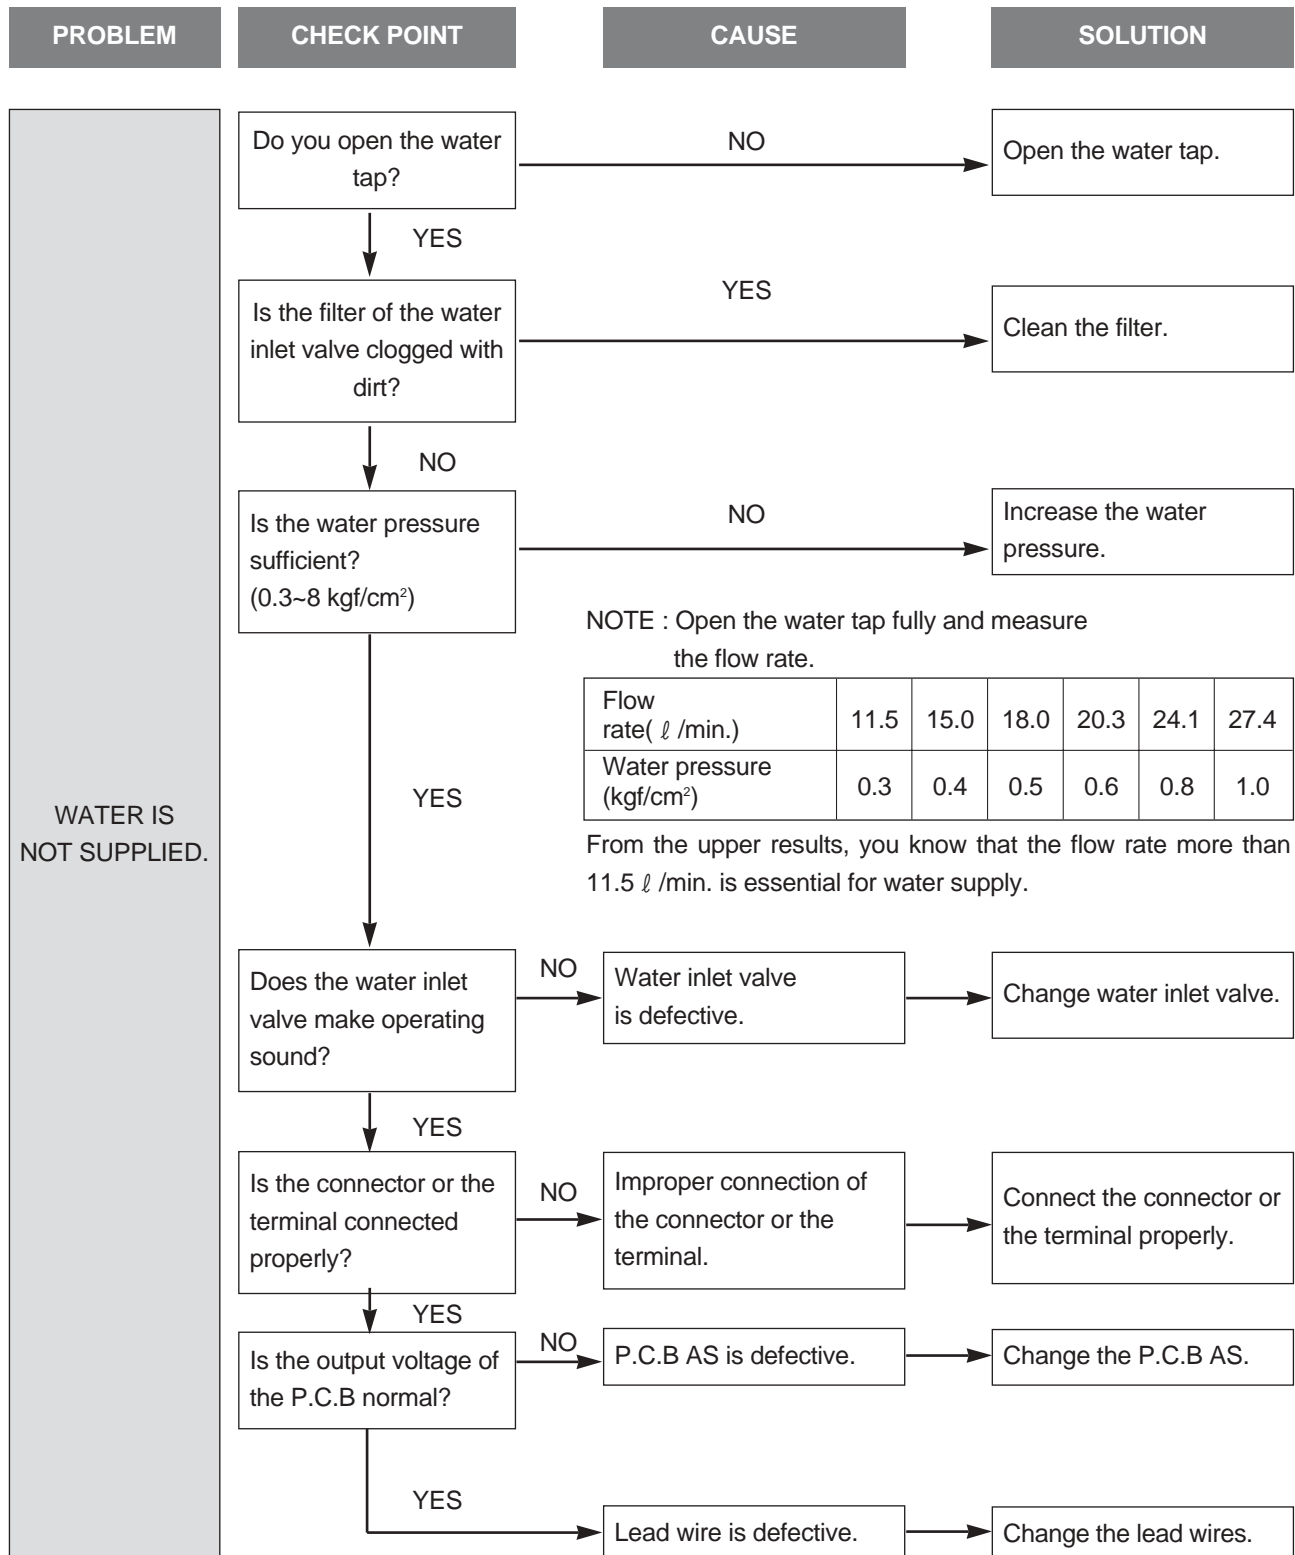 PROBLEM
CHECK POINT
CAUSE
SOLUTION
WATER IS
NOT SUPPLIED.
Do you open the water
tap?
NO
Open the water tap.
YES
Is the filter of the water
inlet valve clogged with
dirt?
YES
Clean the filter.
NO
Is the water pressure
sufficient?
(0.3~8 kgf/cm²)
NO
Increase the water
pressure.
NOTE : Open the water tap fully and measure
the flow rate.
Flow
rate( ℓ /min.) 11.5 15.0 18.0 20.3 24.1 27.4
Water pressure
(kgf/cm²) 0.3 0.4 0.5 0.6 0.8 1.0
From the upper results, you know that the flow rate more than
11.5 ℓ /min. is essential for water supply.
YES
Does the water inlet
valve make operating
sound?
NO
Water inlet valve
is defective.
Change water inlet valve.
YES
Is the connector or the
terminal connected
properly?
NO
Improper connection of
the connector or the
terminal.
Connect the connector or
the terminal properly.
YES
Is the output voltage of
the P.C.B normal?
NO
P.C.B AS is defective.
Change the P.C.B AS.
YES
Lead wire is defective.
Change the lead wires.